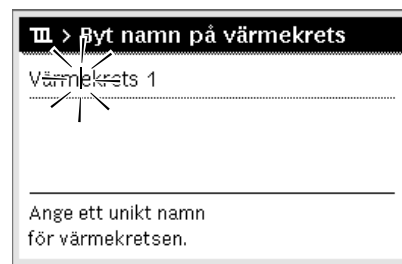 > Byt namn på värmekrets
Värmekrets 1
Ange ett unikt namn
för värmekretsen.